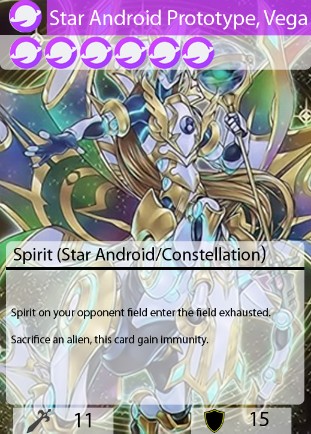 Star Android Prototype, Vega
Spirit (Star Android/Constellation)
Spirit on your opponent field enter the field exhausted.
Sacrifice an alien, this card gain immunity.
11 15